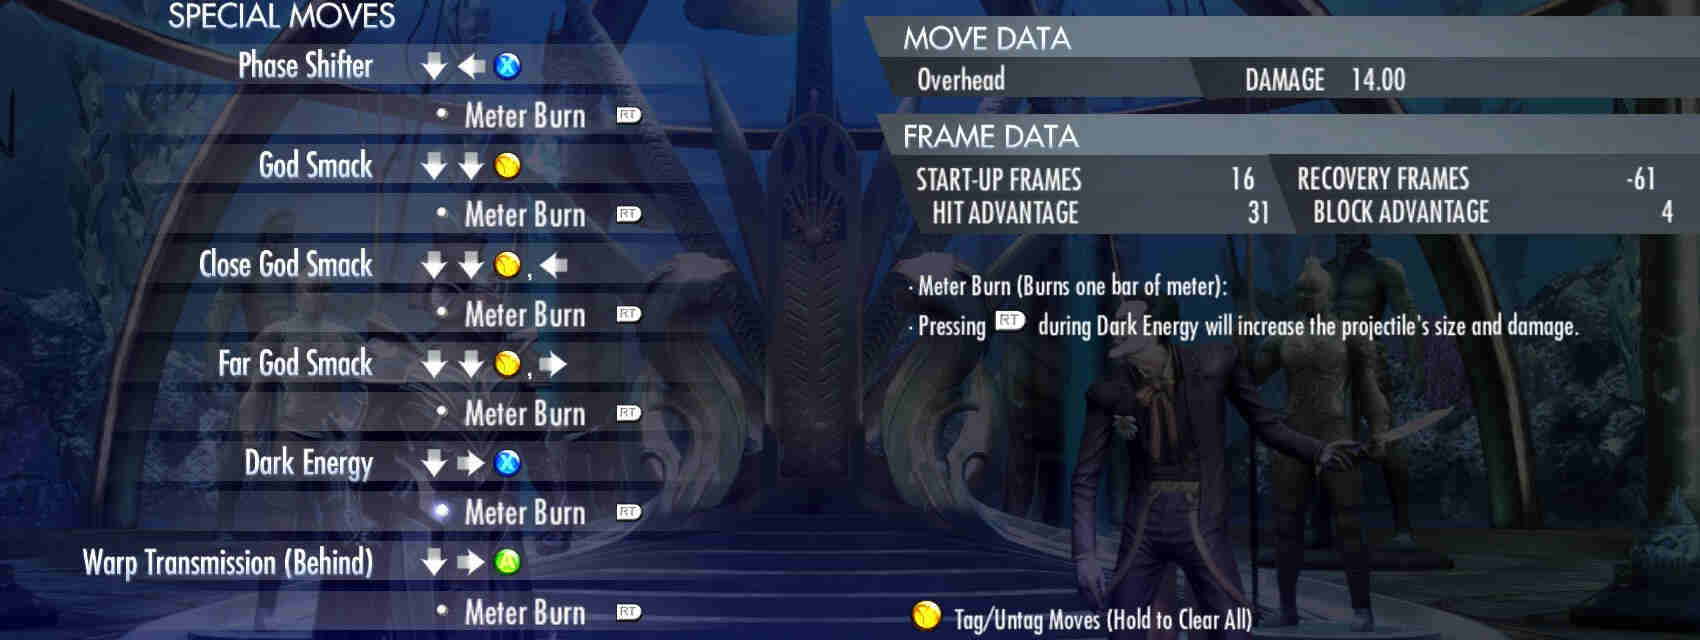 SPECIAL MOVES
Phase Shifter X
Meter Burn RT
God Smack Y
Meter Burn RT
Close God Smack Y ,
Meter Burn RT
Far God Smack Y ,
Meter Burn RT
Dark Energy X
Meter Burn RT
Warp Transmission (Behind) A
Meter Burn RT
MOVE DATA
Overhead DAMAGE 14.00
FRAME DATA
START-UP FRAMES 16 RECOVERY FRAMES -61
HIT ADVANTAGE 31 BLOCK ADVANTAGE 4
· Meter Burn (Burns one bar of meter):
· Pressing RT during Dark Energy will increase the projectile's size and damage.
Y Tag/Untag Moves (Hold to Clear All)